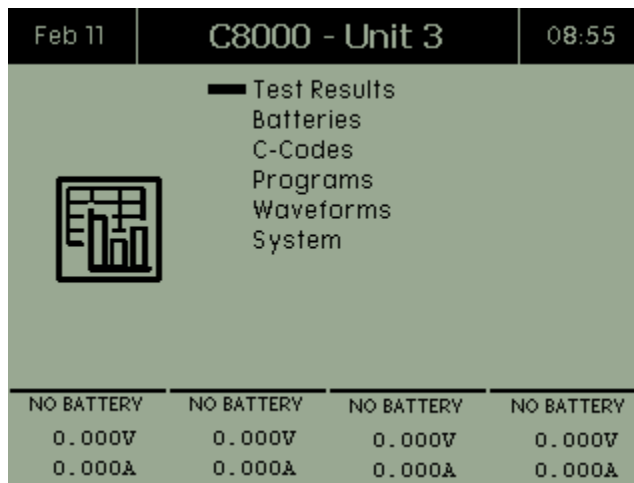 Feb 11 C8000 - Unit 3 08:55
Test Results
Batteries
C-Codes
Programs
Waveforms
System
NO BATTERY NO BATTERY NO BATTERY NO BATTERY
0.000V 0.000V 0.000V 0.000V
0.000A 0.000A 0.000A 0.000A